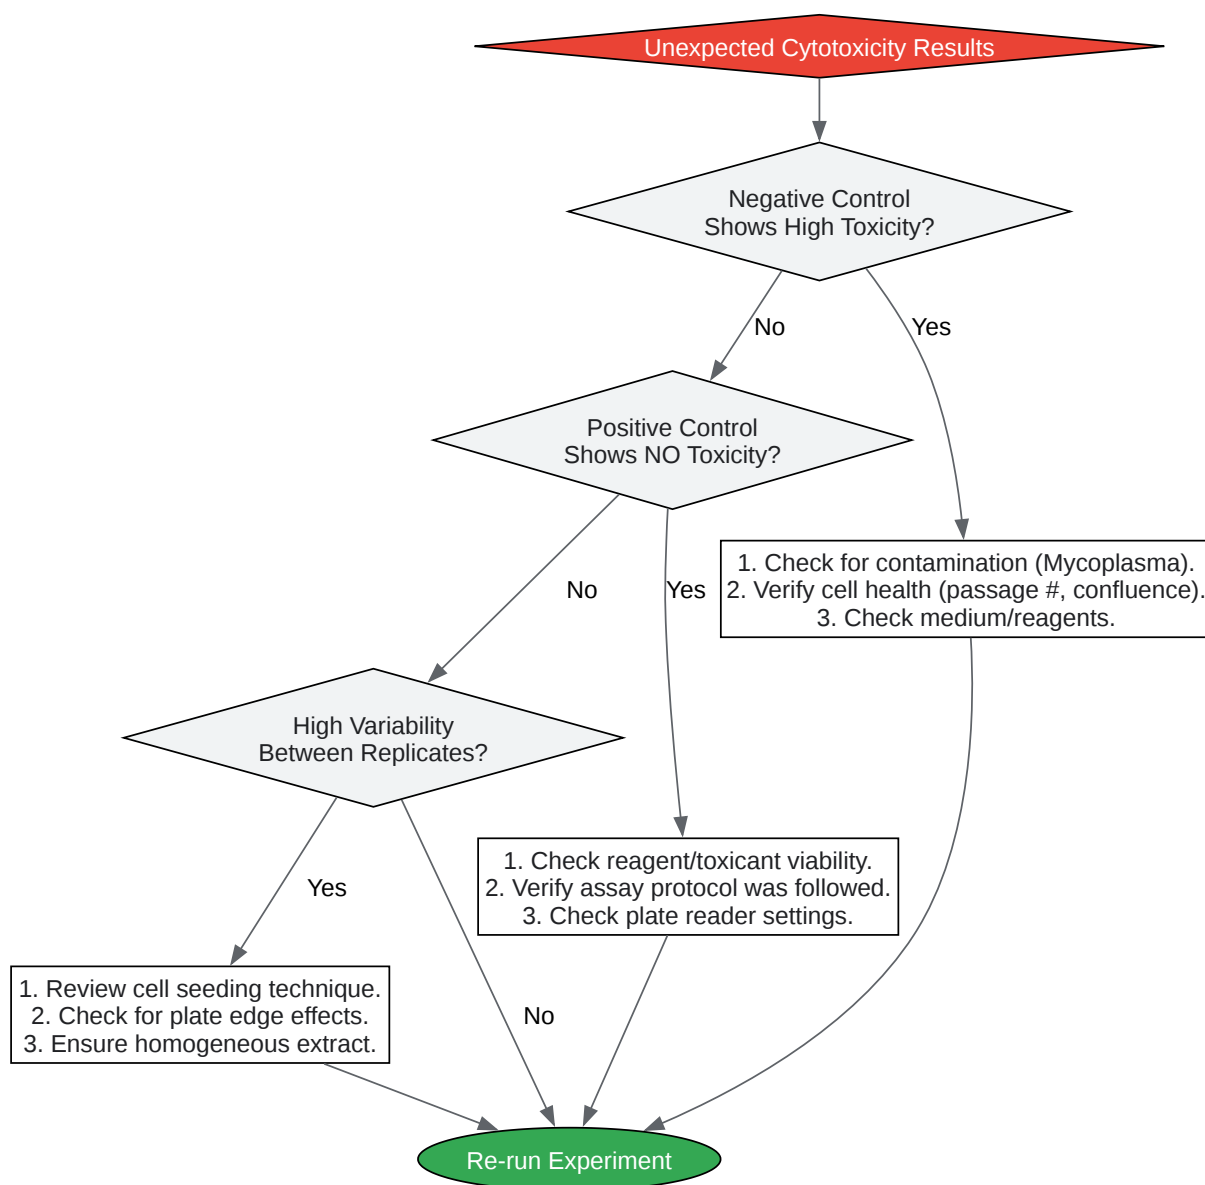 Unexpected Cytotoxicity Results
Negative Control
Shows High Toxicity?
No
Yes
Positive Control
Shows NO Toxicity?
No
Yes
1. Check for contamination (Mycoplasma).
2. Verify cell health (passage #, confluence).
3. Check medium/reagents.
High Variability
Between Replicates?
Yes
No
1. Check reagent/toxicant viability.
2. Verify assay protocol was followed.
3. Check plate reader settings.
1. Review cell seeding technique.
2. Check for plate edge effects.
3. Ensure homogeneous extract.
Re-run Experiment